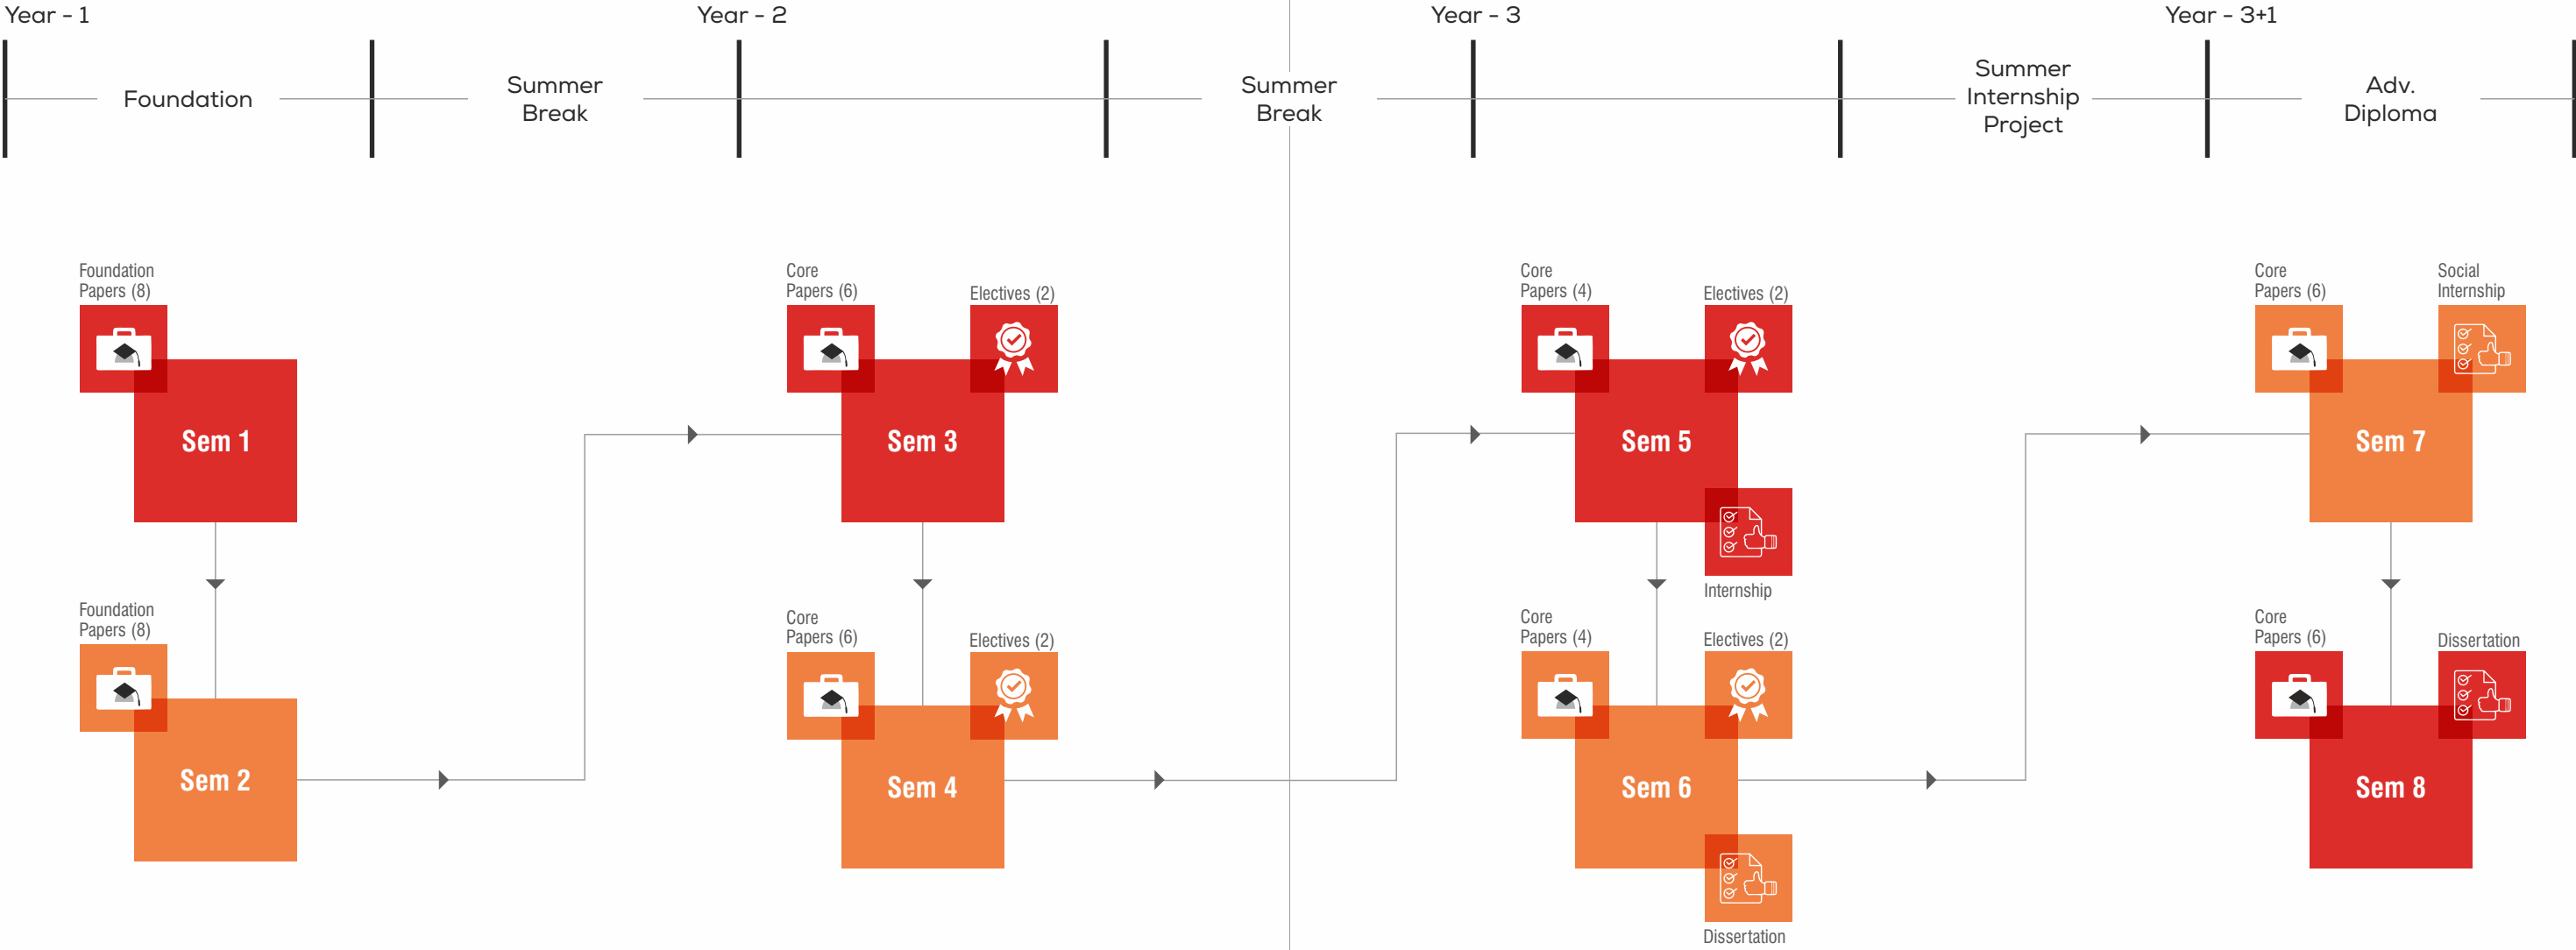 Year - 1
Year - 2
Year - 3
Year - 3+1
Foundation
Summer
Break
Summer
Break
Summer
Internship
Project
Adv.
Diploma
Foundation
Papers (8)
Sem 1
Core
Papers (6)
Electives (2)
Sem 3
Core
Papers (4)
Electives (2)
Sem 5
Internship
Core
Papers (6)
Social
Internship
Sem 7
Foundation
Papers (8)
Sem 2
Core
Papers (6)
Electives (2)
Sem 4
Core
Papers (4)
Electives (2)
Sem 6
Dissertation
Core
Papers (6)
Dissertation
Sem 8